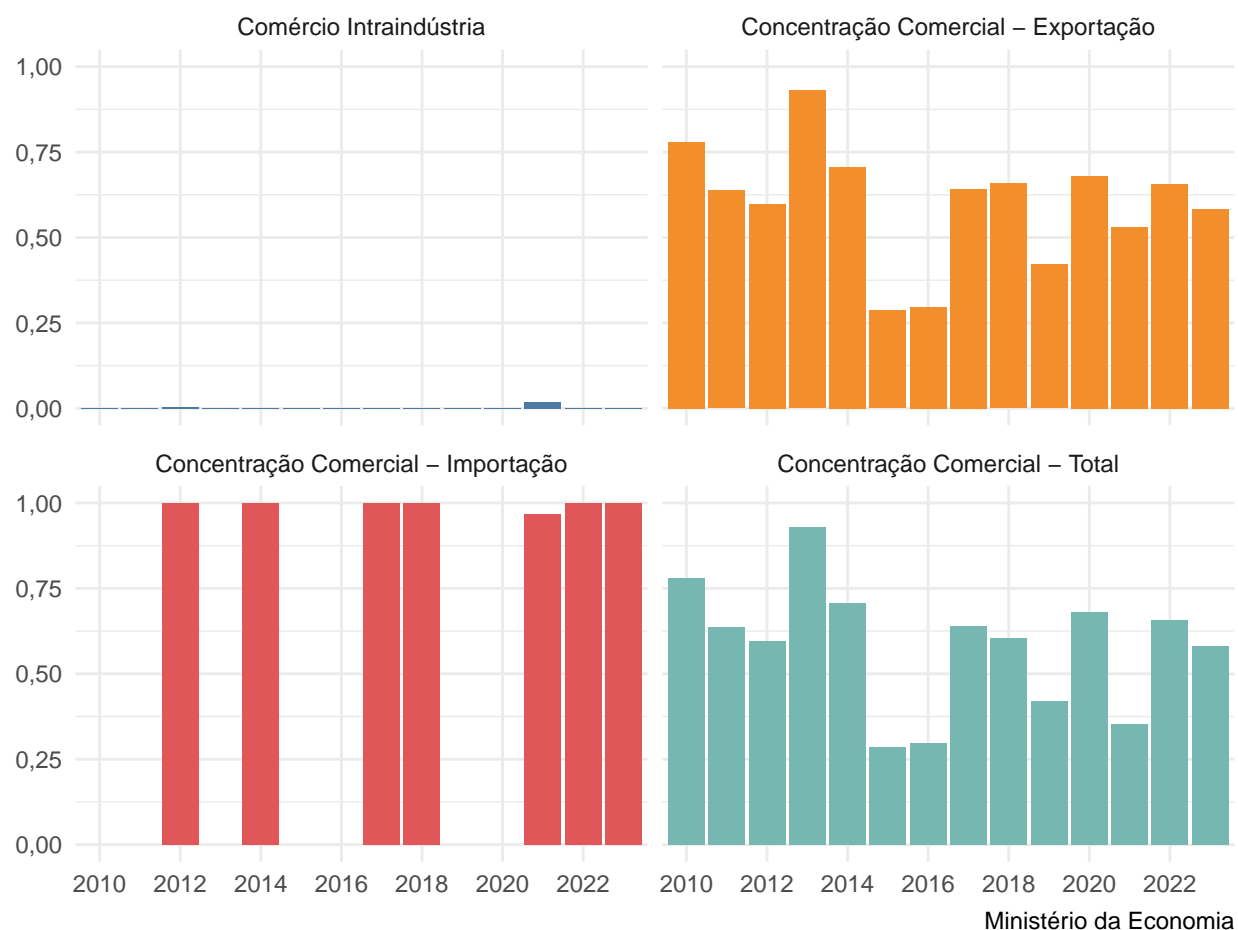 Comércio Intraindústria
Concentração Comercial – Exportação
1,00
0,75
0,50
0,25
0,00
Concentração Comercial – Importação
Concentração Comercial – Total
1,00
0,75
0,50
0,25
0,00
2010 2012 2014 2016 2018 2020 2022
2010 2012 2014 2016 2018 2020 2022
Ministério da Economia